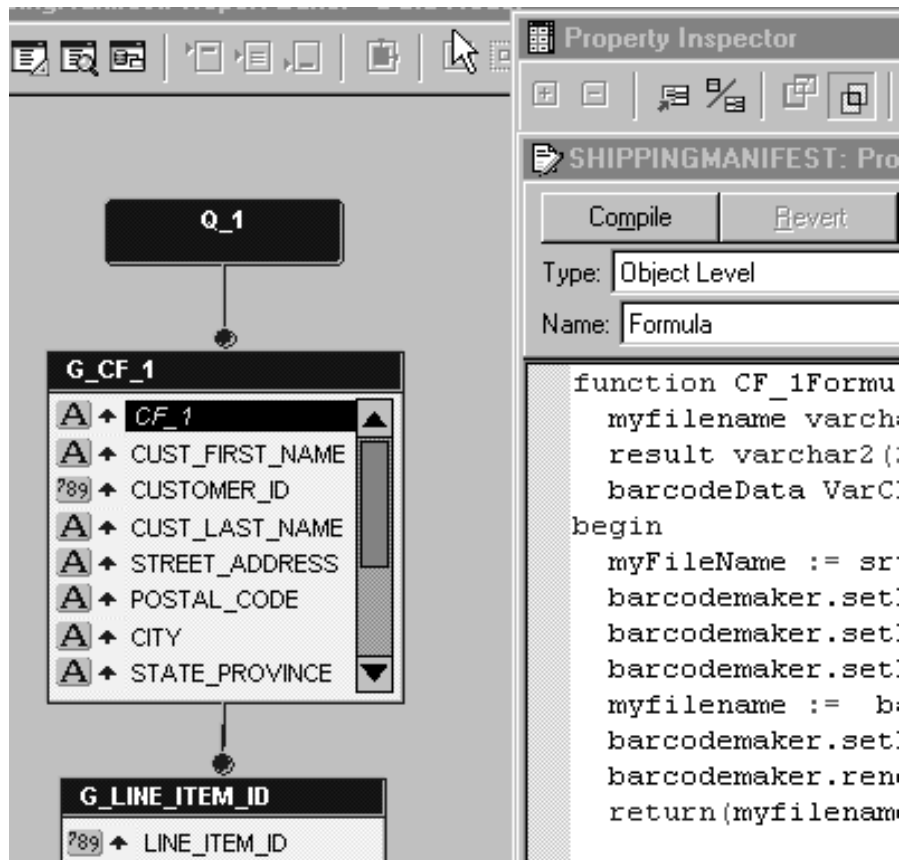 Property Inspector
SHIPPINGMANIFEST: Pro
Compile
Revert
Type: Object Level
Name: Formula
Q_1
G_CF_1
CF_1
CUST_FIRST_NAME
789 CUSTOMER_ID
CUST_LAST_NAME
STREET_ADDRESS
POSTAL_CODE
CITY
STATE_PROVINCE
G_LINE_ITEM_ID
789 LINE_ITEM_ID
function CF_1Formu
myfilename varcha
result varchar2(
barcodeData VarC
begin
myFileName := sr
barcodemaker.set
barcodemaker.set
barcodemaker.set
myfilename := ba
barcodemaker.set
barcodemaker.ren
return(myfilename